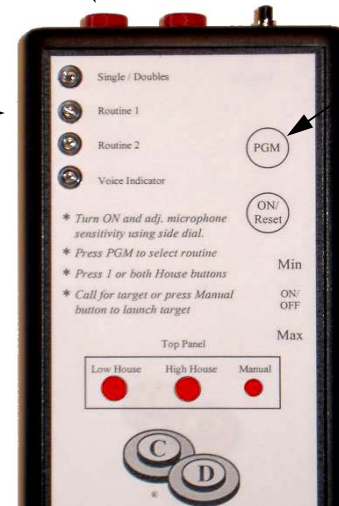 Single / Doubles
Routine 1
Routine 2
PGM
Voice Indicator
ON/
Reset
* Turn ON and adj. microphone
sensitivity using side dial.
* Press PGM to select routine
* Press 1 or both House buttons
* Call for target or press Manual
button to launch target
Min
ON/
OFF
Max
Top Panel
Low House
High House
Manual
C
D
®